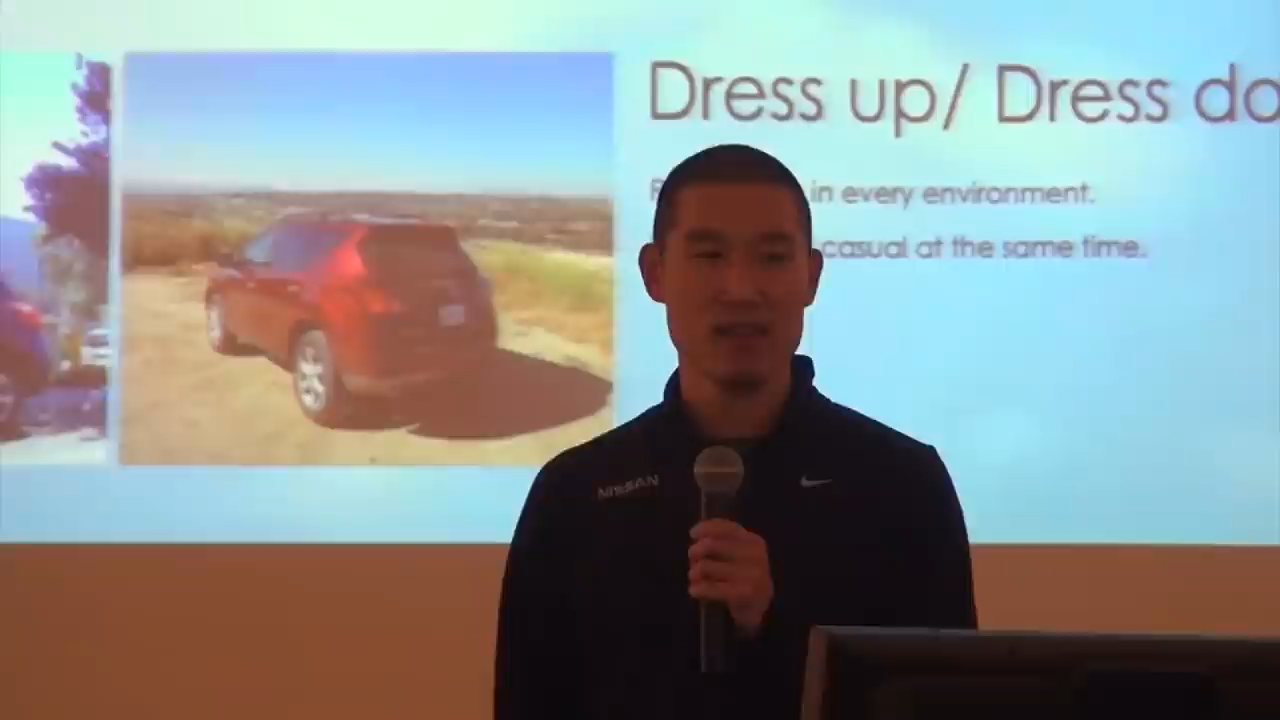 Dress up/ Dress do
in every environment.
casual at the same time.
NISSAN